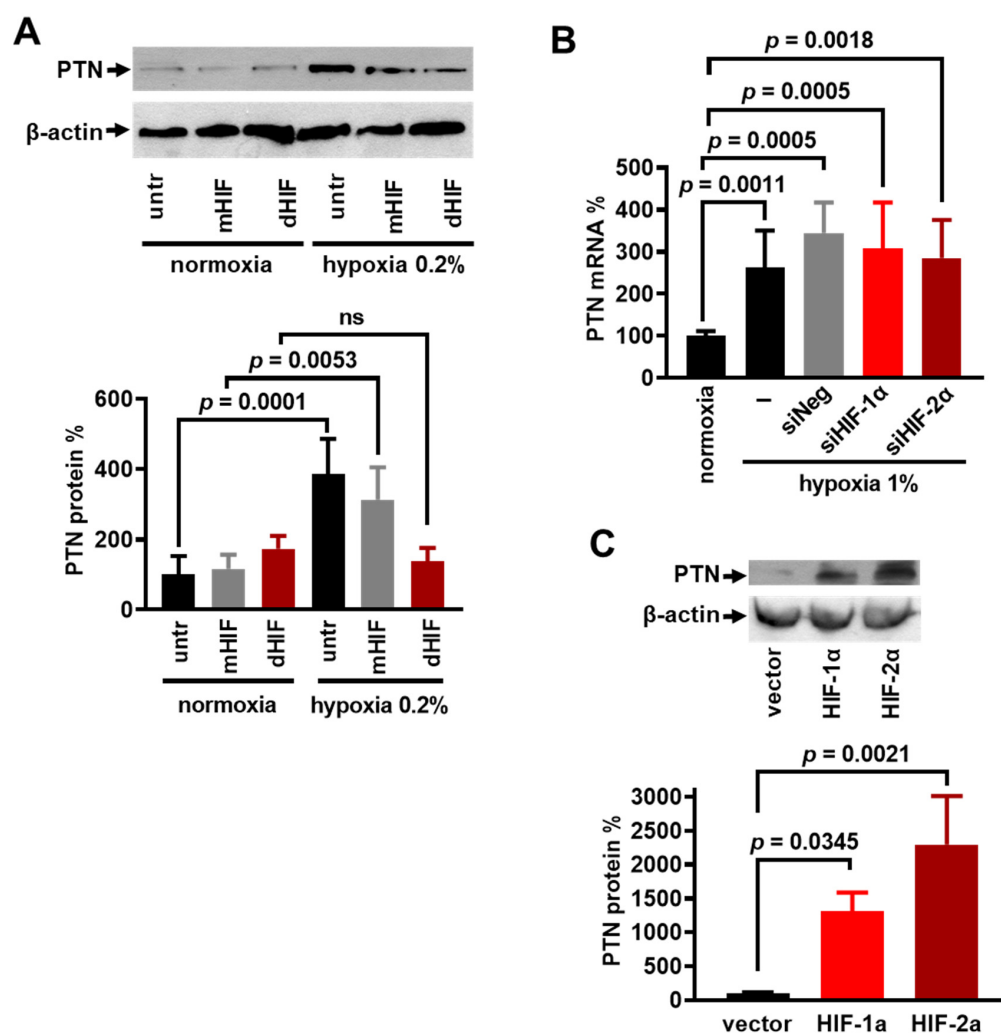 A
PTN
β-actin
untr
mHIF
dHIF
untr
mHIF
dHIF
normoxia
hypoxia 0.2%
ns
p = 0.0053
p = 0.0001
PTN protein %
600
400
200
0
untr
mHIF
dHIF
untr
mHIF
dHIF
normoxia
hypoxia 0.2%
B
p = 0.0018
p = 0.0005
p = 0.0005
p = 0.0011
PTN mRNA %
500
400
300
200
100
0
normoxia
–
siNeg
siHIF-1α
siHIF-2α
hypoxia 1%
C
PTN
β-actin
vector
HIF-1α
HIF-2α
p = 0.0021
p = 0.0345
PTN protein %
3000
2500
2000
1500
1000
500
0
vector
HIF-1a
HIF-2a